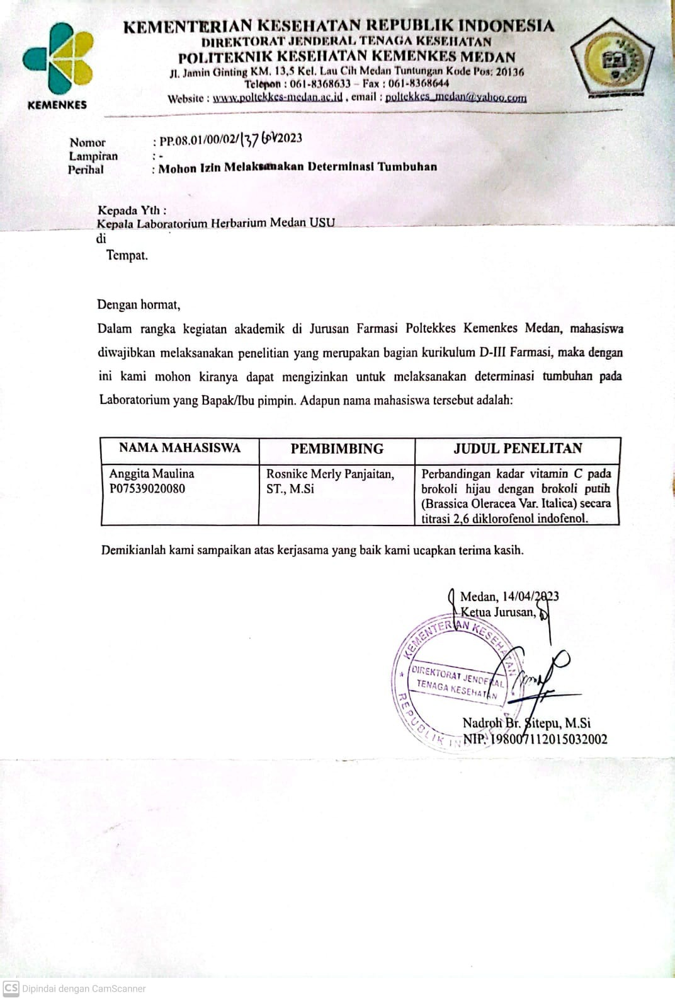 KEMENTERIAN KESEHATAN REPUBLIK INDONESIA
DIREKTORAT JENDERAL TENAGA KESEHATAN
POLITEKNIK KESEHATAN KEMENKES MEDAN
Jl. Jamin Ginting KM. 13,5 Kel. Lau Cih Medan Tuntungan Kode Pos: 20136
Telepon : 061-8368633 – Fax : 061-8368644
Website : www.poltekkes-medan.ac.id , email : poltekkes_medan@yahoo.com
KEMENKES
Nomor : PP.08.01/00/02/ 2023
Lampiran : -
Perihal : Mohon Izin Melaksanakan Determinasi Tumbuhan
Kepada Yth :
Kepala Laboratorium Herbarium Medan USU
di
Tempat.
Dengan hormat,
Dalam rangka kegiatan akademik di Jurusan Farmasi Poltekkes Kemenkes Medan, mahasiswa
diwajibkan melaksanakan penelitian yang merupakan bagian kurikulum D-III Farmasi, maka dengan
ini kami mohon kiranya dapat mengizinkan untuk melaksanakan determinasi tumbuhan pada
Laboratorium yang Bapak/Ibu pimpin. Adapun nama mahasiswa tersebut adalah:
NAMA MAHASISWA PEMBIMBING JUDUL PENELITAN
Anggita Maulina Rosnike Merly Panjaitan, Perbandingan kadar vitamin C pada
P07539020080 ST., M.Si brokoli hijau dengan brokoli putih
(Brassica Oleracea Var. Italica) secara
titrasi 2,6 diklorofenol indofenol.
Demikianlah kami sampaikan atas kerjasama yang baik kami ucapkan terima kasih.
Medan, 14/04/2023
Ketua Jurusan,
KEMENTERIAN KESEHATAN
DIREKTORAT JENDERAL
TENAGA KESEHATAN
REPUBLIK INDONESIA
Nadroh Br. Sitepu, M.Si
NIP. 198007112015032002
CS Dipindai dengan CamScanner